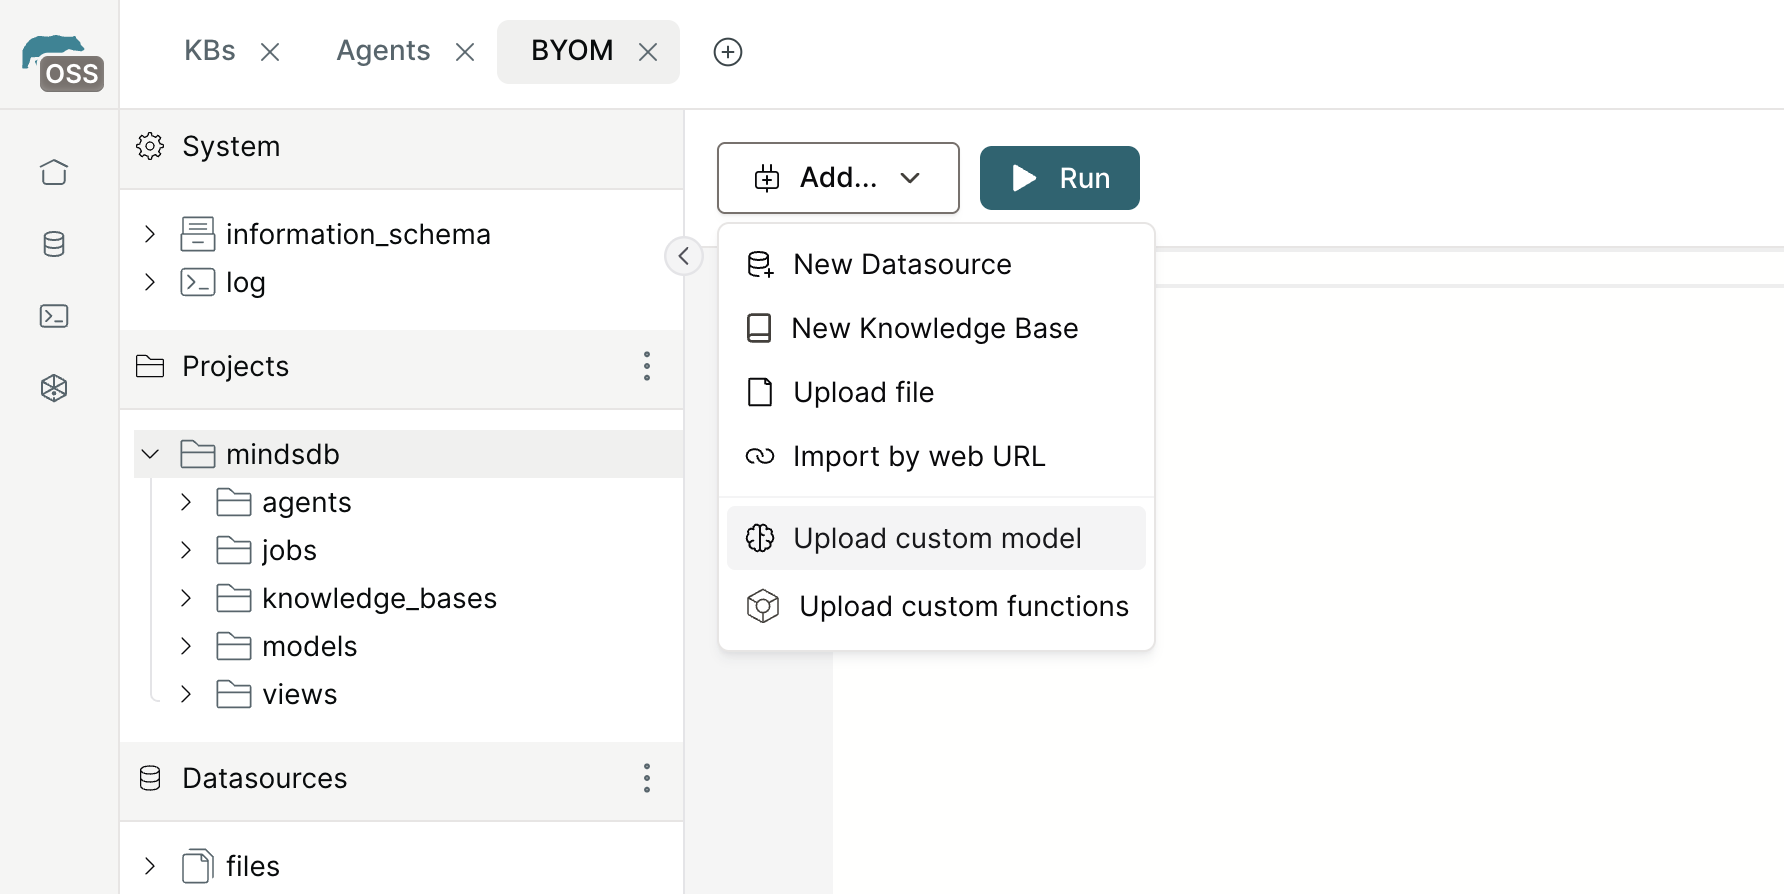 OSS
KBs
Agents
BYOM
System
information_schema
log
Projects
mindsdb
agents
jobs
knowledge_bases
models
views
Datasources
files
Add...
Run
New Datasource
New Knowledge Base
Upload file
Import by web URL
Upload custom model
Upload custom functions